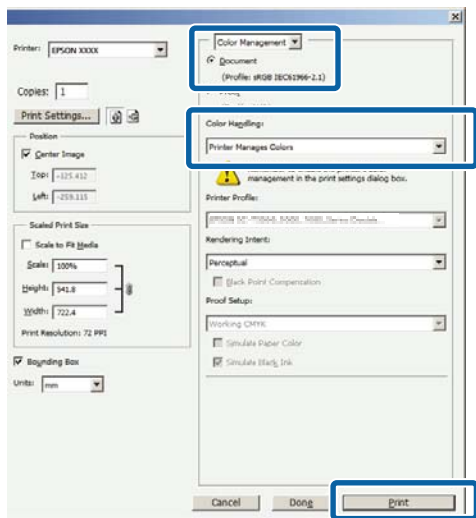 Printer: EPSON XXXX
Copies: 1
Print Settings...
Position
Center Image
Top: -125.412
Left: -259.115
Scaled Print Size
Scale to Fit Media
Scale: 100%
Height: 541.8
Width: 722.4
Print Resolution: 72 PPI
Bounding Box
Units: mm
Color Management
Document
(Profile: sRGB IEC61966-2.1)
Color Handling:
Printer Manages Colors
management in the print settings dialog box.
Printer Profile:
Rendering Intent:
Perceptual
Black Point Compensation
Proof Setup:
Working CMYK
Simulate Paper Color
Simulate Black Ink
Cancel
Done
Print